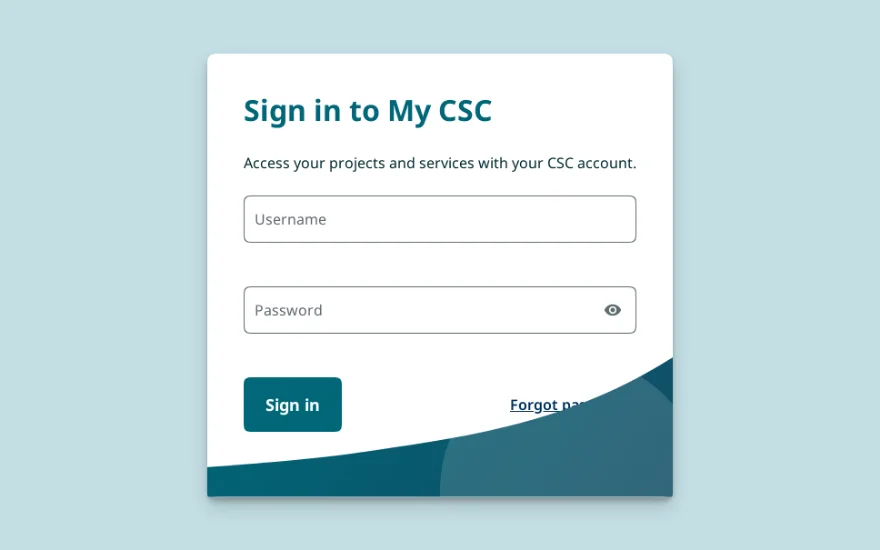 Sign in to My CSC
Access your projects and services with your CSC account.
Username
Password
Sign in
Forgot